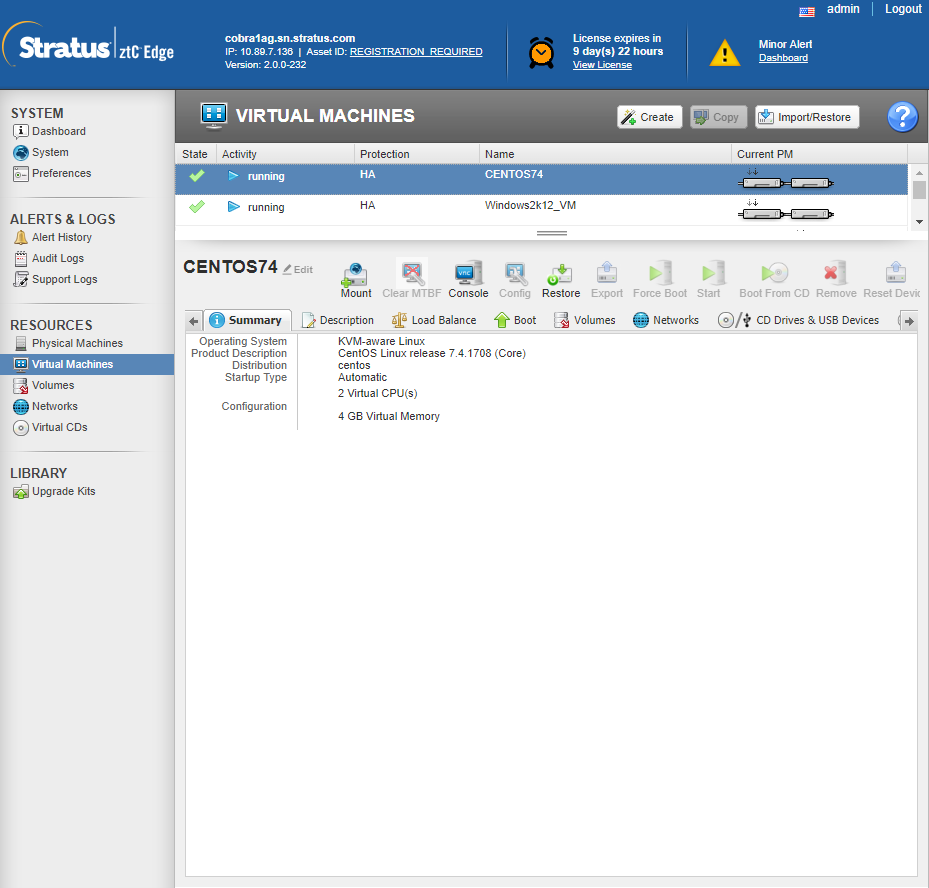 admin
Logout
Stratus ztC Edge
cobra1ag.sn.stratus.com
IP: 10.89.7.136 | Asset ID: REGISTRATION_REQUIRED
Version: 2.0.0-232
License expires in
9 day(s) 22 hours
View License
Minor Alert
Dashboard
SYSTEM
Dashboard
System
Preferences
ALERTS & LOGS
Alert History
Audit Logs
Support Logs
RESOURCES
Physical Machines
Virtual Machines
Volumes
Networks
Virtual CDs
LIBRARY
Upgrade Kits
VIRTUAL MACHINES
Create
Copy
Import/Restore
?
State Activity Protection Name Current PM
running HA CENTOS74
running HA Windows2k12_VM
CENTOS74 Edit
Mount Clear MTBF Console Config Restore Export Force Boot Start Boot From CD Remove Reset Devic
Summary Description Load Balance Boot Volumes Networks CD Drives & USB Devices
Operating System KVM-aware Linux
Product Description CentOS Linux release 7.4.1708 (Core)
Distribution centos
Startup Type Automatic
2 Virtual CPU(s)
Configuration
4 GB Virtual Memory